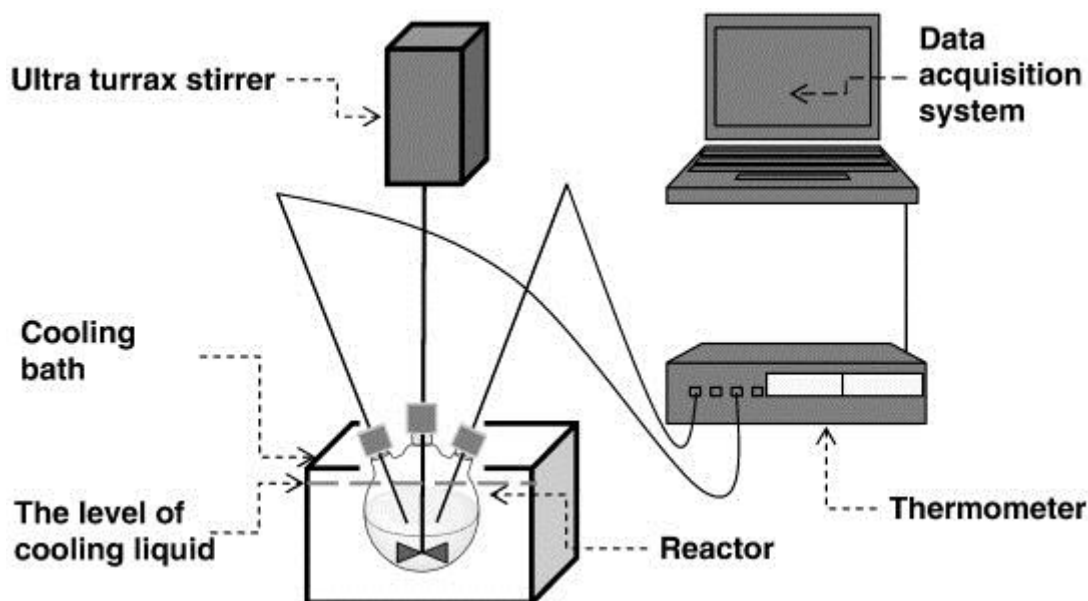 Ultra turrax stirrer
Data
acquisition
system
Cooling
bath
The level of
cooling liquid
Reactor
Thermometer